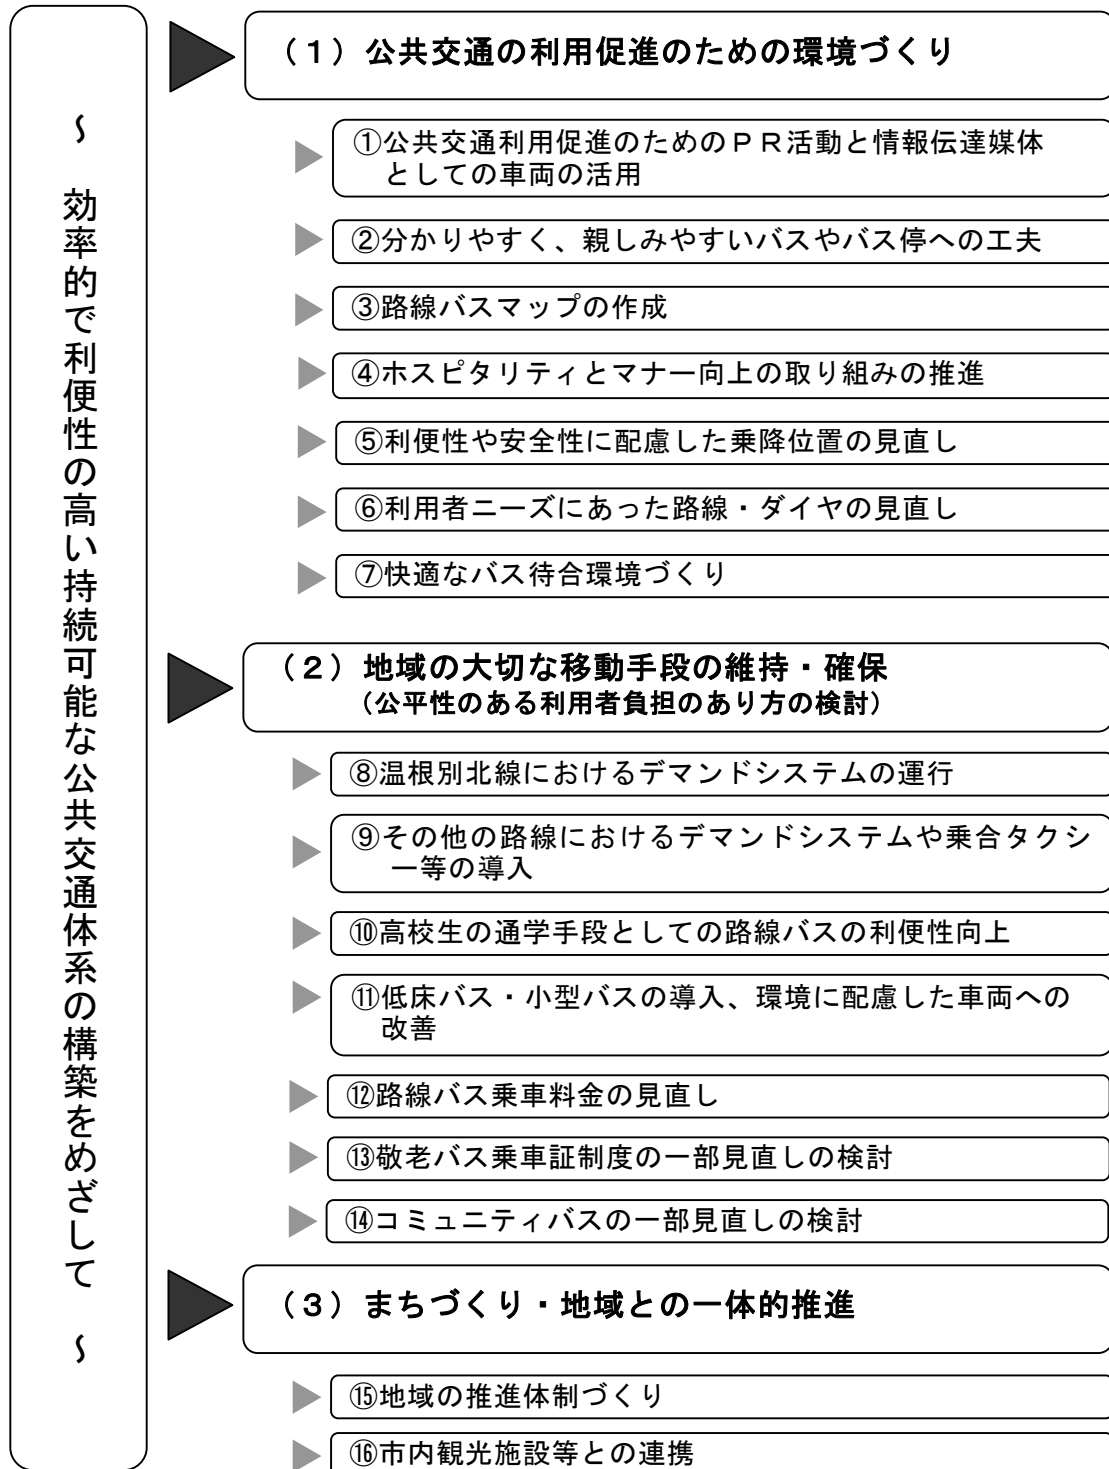 ～ 効率的で利便性の高い持続可能な公共交通体系の構築をめざして ～
（１）公共交通の利用促進のための環境づくり
①公共交通利用促進のためのＰＲ活動と情報伝達媒体
としての車両の活用
②分かりやすく、親しみやすいバスやバス停への工夫
③路線バスマップの作成
④ホスピタリティとマナー向上の取り組みの推進
⑤利便性や安全性に配慮した乗降位置の見直し
⑥利用者ニーズにあった路線・ダイヤの見直し
⑦快適なバス待合環境づくり
（２）地域の大切な移動手段の維持・確保
（公平性のある利用者負担のあり方の検討）
⑧温根別北線におけるデマンドシステムの運行
⑨その他の路線におけるデマンドシステムや乗合タクシ
ー等の導入
⑩高校生の通学手段としての路線バスの利便性向上
⑪低床バス・小型バスの導入、環境に配慮した車両への
改善
⑫路線バス乗車料金の見直し
⑬敬老バス乗車証制度の一部見直しの検討
⑭コミュニティバスの一部見直しの検討
（３）まちづくり・地域との一体的推進
⑮地域の推進体制づくり
⑯市内観光施設等との連携